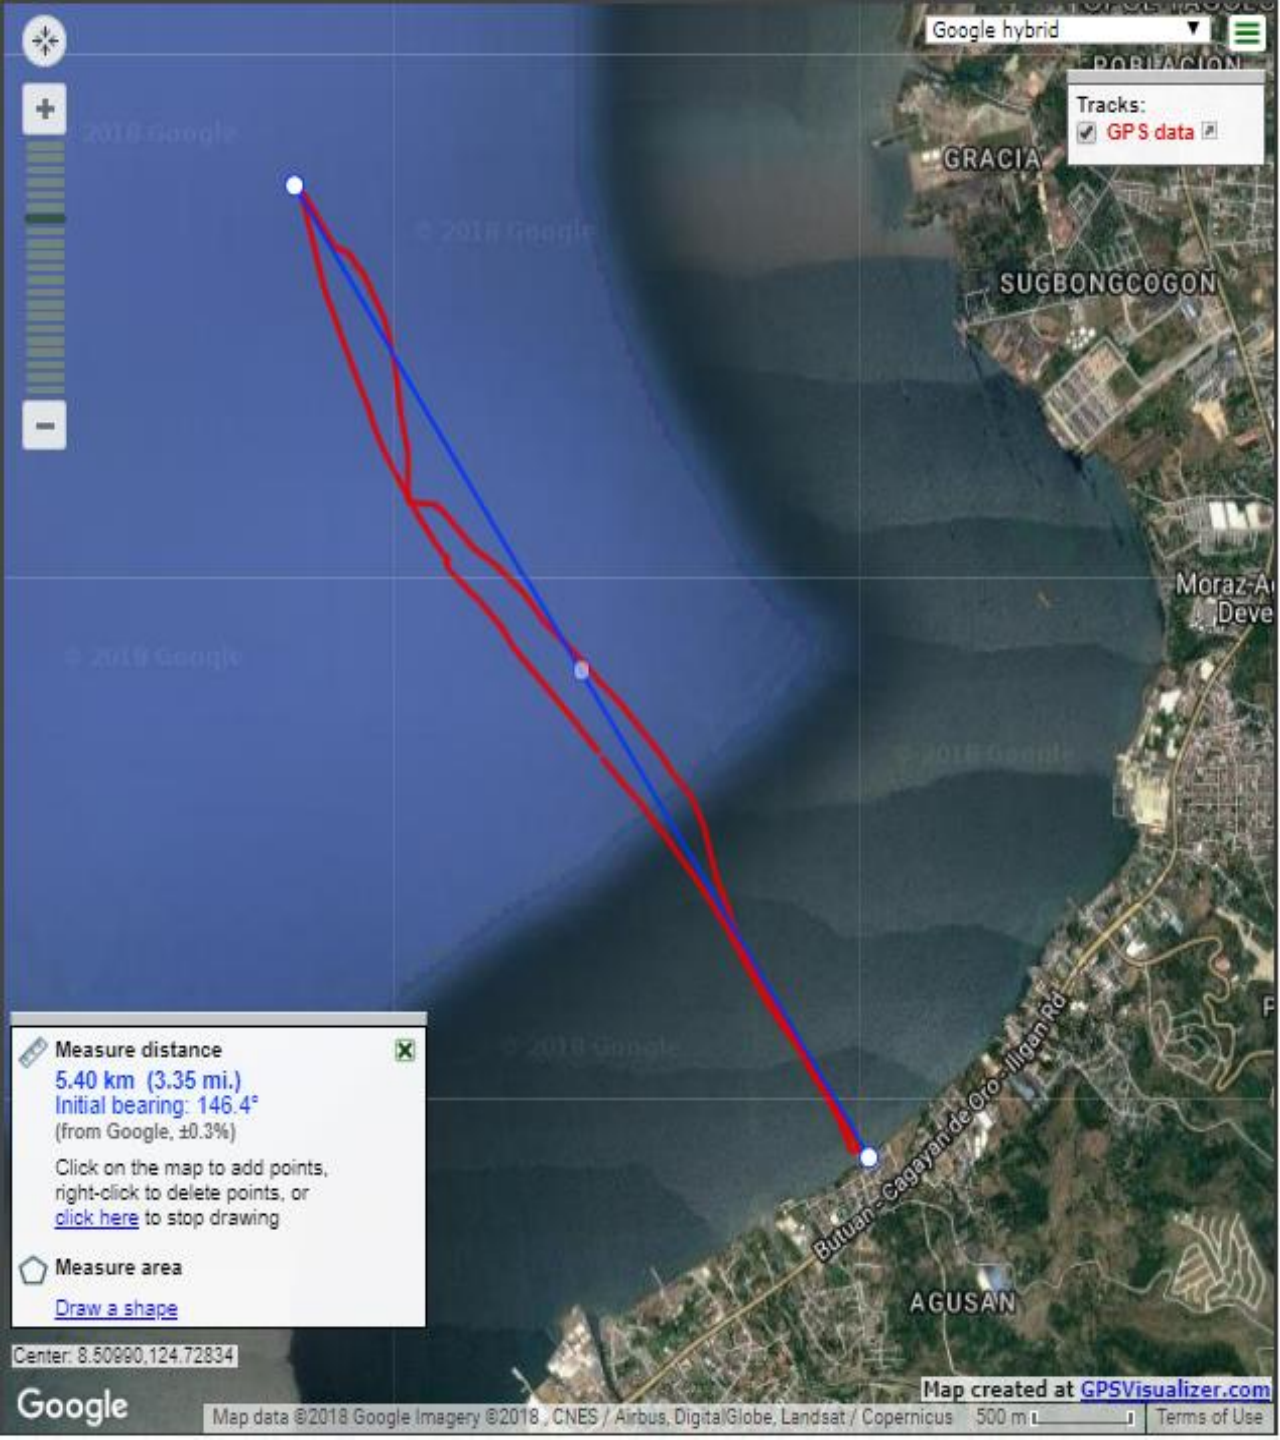 Google hybrid
POBLACION
Tracks:
GPS data
2018 Google
GRACIA
© 2018 Google
SUGBONGCOGON
Moraz-A
Deve
© 2018 Google
© 2018 Google
© 2018 Google
Butuan - Cagayan de Oro - Iligan Rd
Measure distance
5.40 km (3.35 mi.)
Initial bearing: 146.4°
(from Google, ±0.3%)
Click on the map to add points,
right-click to delete points, or
click here to stop drawing
Measure area
Draw a shape
AGUSAN
Center: 8.50990,124.72834
Map created at GPSVisualizer.com
Google
Map data ©2018 Google Imagery ©2018 , CNES / Airbus, DigitalGlobe, Landsat / Copernicus 500 m Terms of Use